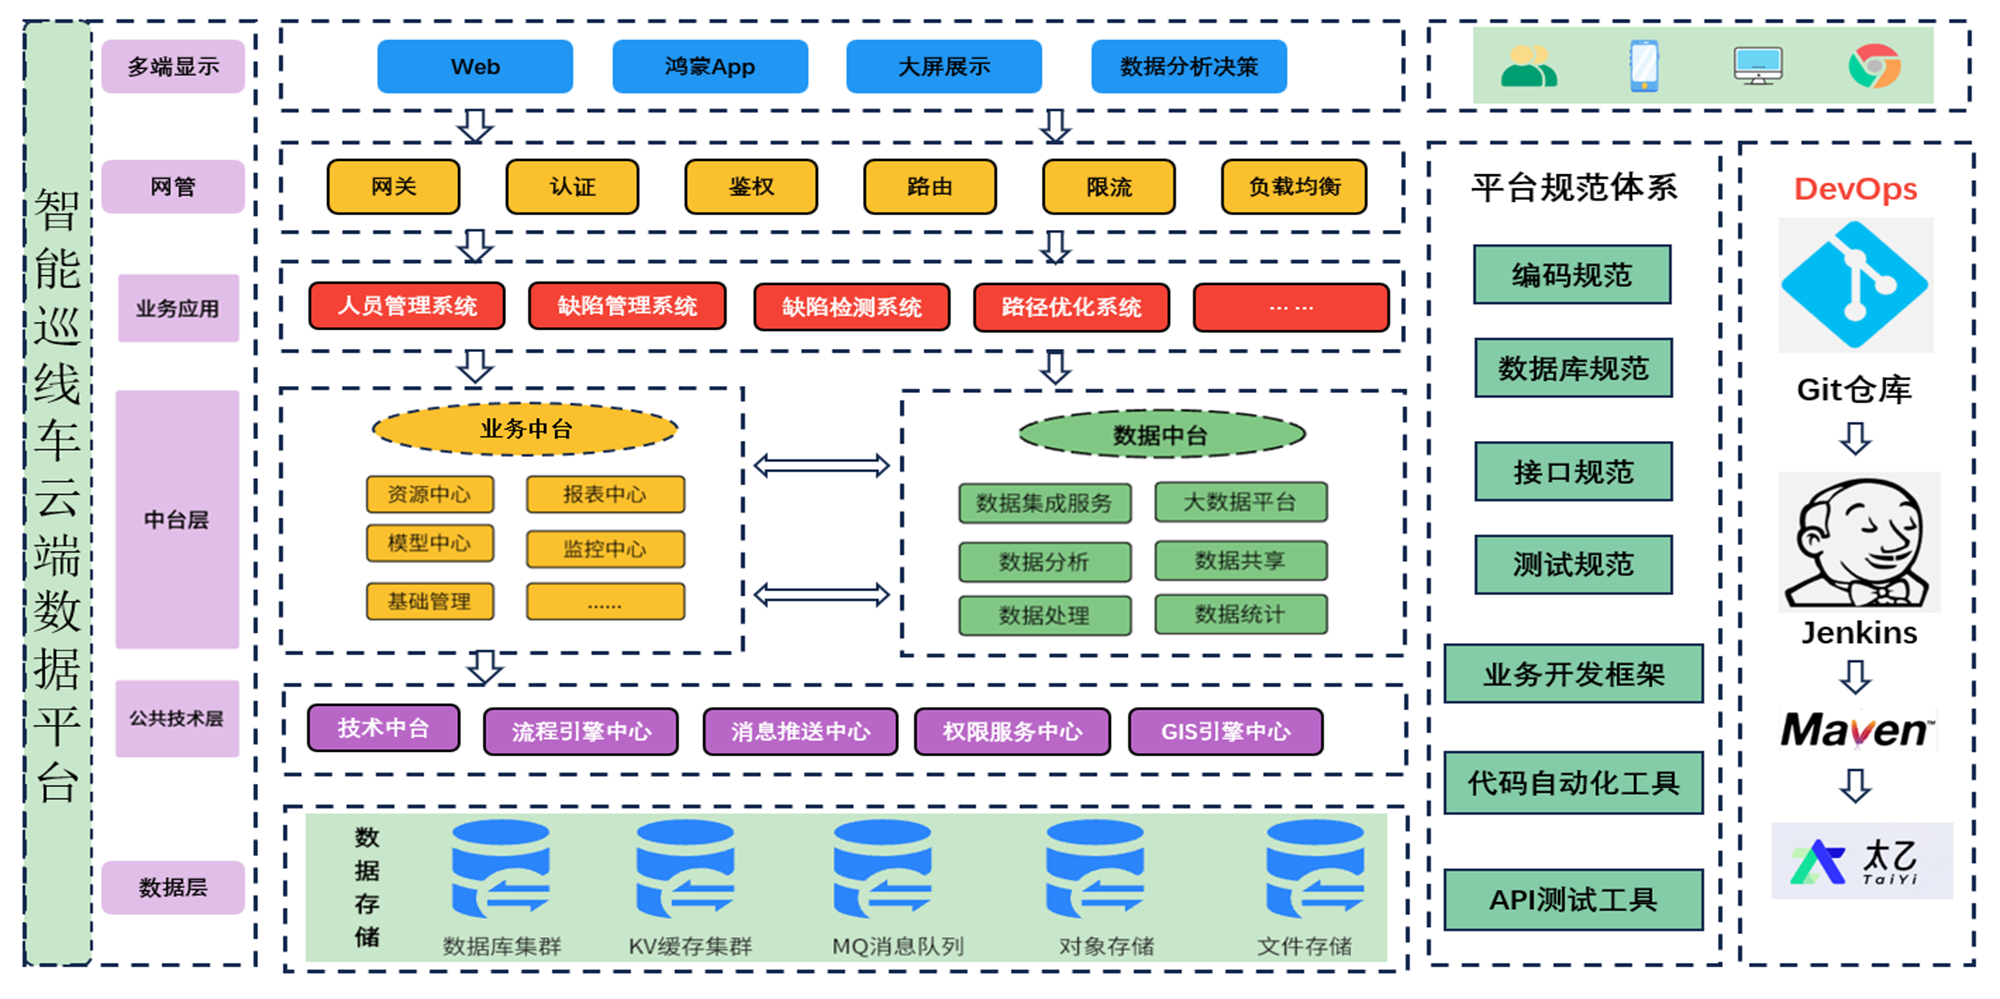 智能巡线车云端数据平台
多端显示
Web
鸿蒙App
大屏展示
数据分析决策
网管
网关
认证
鉴权
路由
限流
负载均衡
业务应用
人员管理系统
缺陷管理系统
缺陷检测系统
路径优化系统
... ...
中台层
业务中台
资源中心
报表中心
模型中心
监控中心
基础管理
......
数据中台
数据集成服务
大数据平台
数据分析
数据共享
数据处理
数据统计
公共技术层
技术中台
流程引擎中心
消息推送中心
权限服务中心
GIS引擎中心
数据层
数据存储
数据库集群
KV缓存集群
MQ消息队列
对象存储
文件存储
平台规范体系
编码规范
数据库规范
接口规范
测试规范
业务开发框架
代码自动化工具
API测试工具
DevOps
Git仓库
Jenkins
Maven™
太乙
TaiYi